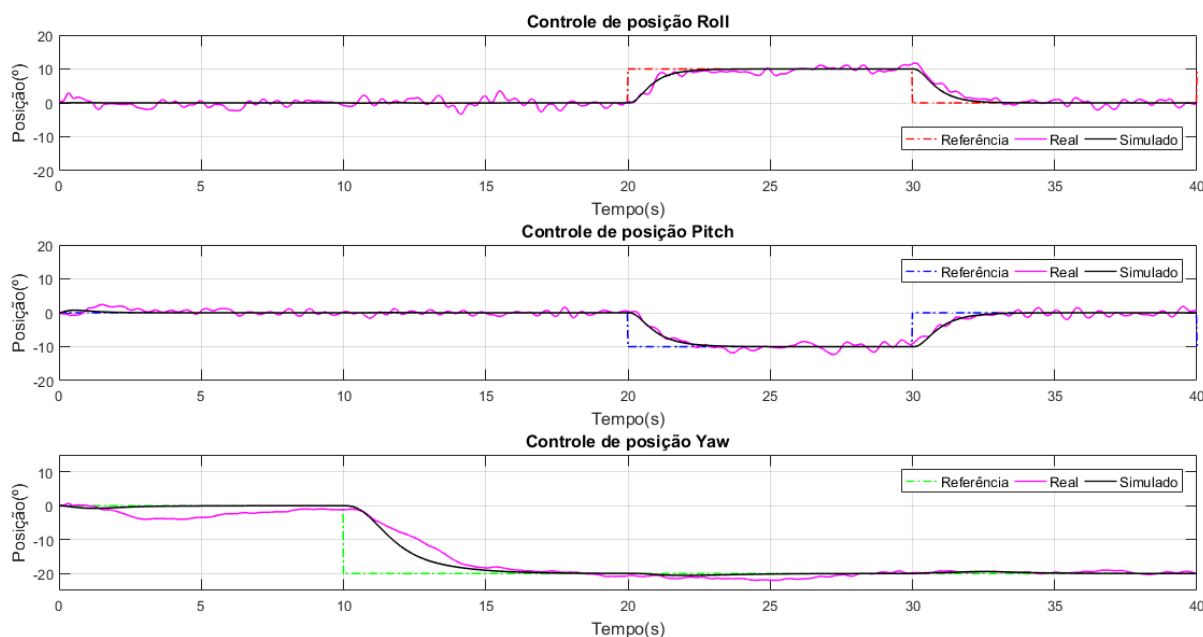 Controle de posição Roll
Posição(º)
20
10
0
-10
-20
Referência Real Simulado
0 5 10 15 20 25 30 35 40
Tempo(s)
Controle de posição Pitch
Posição(º)
20
10
0
-10
-20
Referência Real Simulado
0 5 10 15 20 25 30 35 40
Tempo(s)
Controle de posição Yaw
Posição(º)
10
0
-10
-20
Referência Real Simulado
0 5 10 15 20 25 30 35 40
Tempo(s)